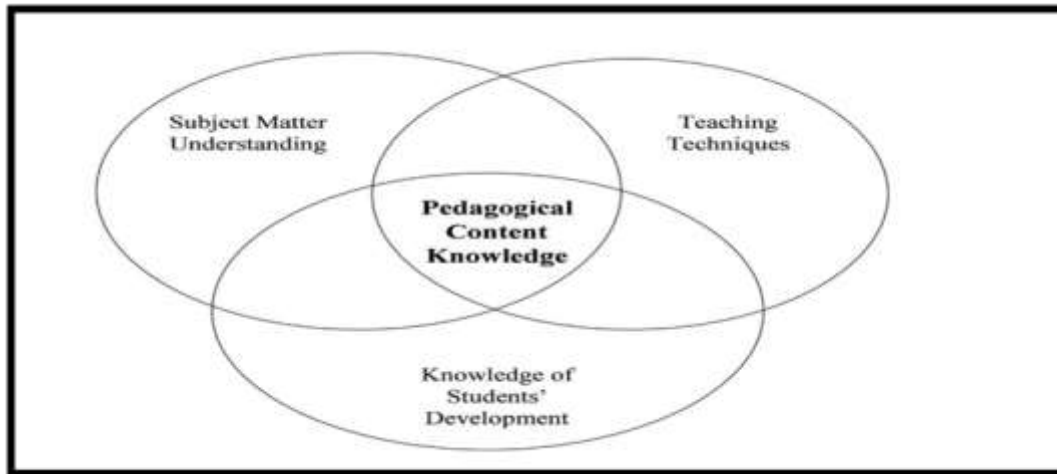 Subject Matter
Understanding
Teaching
Techniques
Pedagogical
Content
Knowledge
Knowledge of
Students’
Development